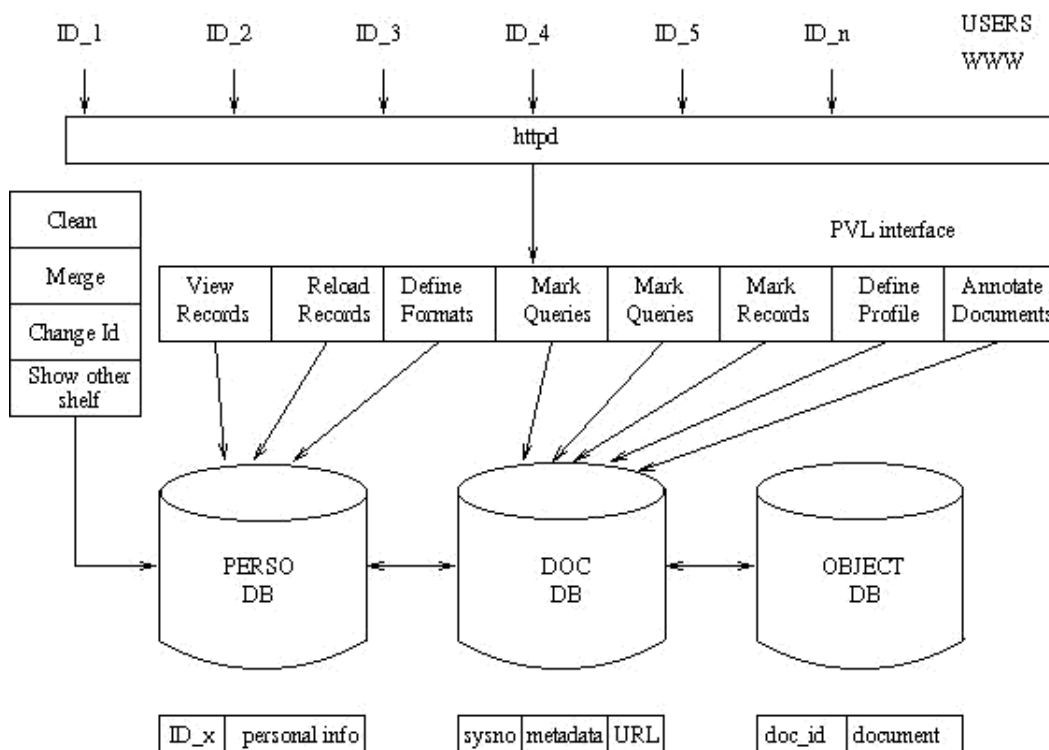 ID_1 ID_2 ID_3 ID_4 ID_5 ID_n USERS
WWW
httpd
Clean
Merge
Change Id
Show other
shelf
PVL interface
View Reload Define Mark Mark Mark Define Annotate
Records Records Formats Queries Queries Records Profile Documents
PERSO DOC OBJECT
DB DB DB
ID_x personal info sysno metadata URL doc_id document